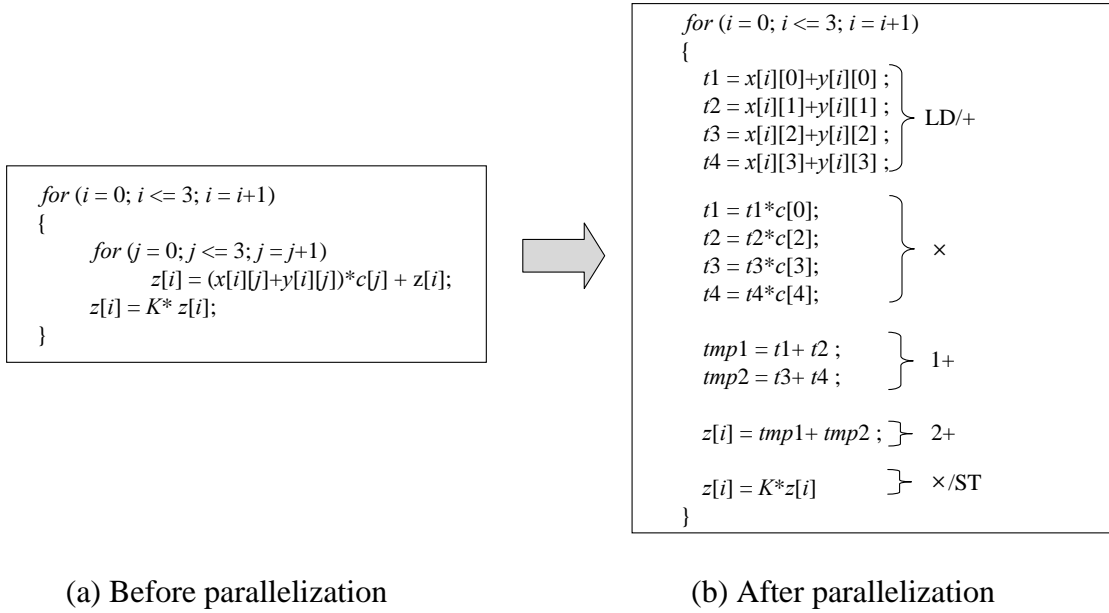 for (i = 0; i <= 3; i = i+1)
{
for (j = 0; j <= 3; j = j+1)
z[i] = (x[i][j]+y[i][j])*c[j] + z[i];
z[i] = K* z[i];
}
(a) Before parallelization
for (i = 0; i <= 3; i = i+1)
{
t1 = x[i][0]+y[i][0] ;
t2 = x[i][1]+y[i][1] ;
t3 = x[i][2]+y[i][2] ;
t4 = x[i][3]+y[i][3] ;
LD/+
t1 = t1*c[0];
t2 = t2*c[2];
t3 = t3*c[3];
t4 = t4*c[4];
×
tmp1 = t1+ t2 ;
tmp2 = t3+ t4 ;
1+
z[i] = tmp1+ tmp2 ;
2+
z[i] = K*z[i]
×/ST
}
(b) After parallelization